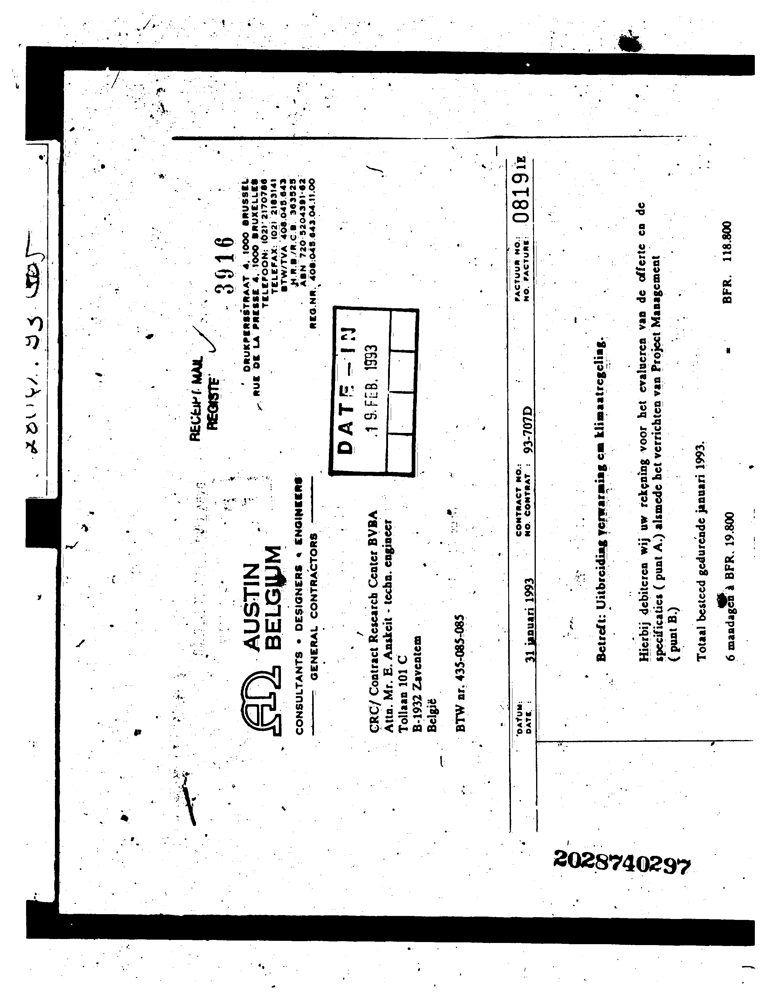 3916
RECEIPT MAIL
REGISTE
AUSTIN
BELGIUM
CONSULTANTS • DESIGNERS • ENGINEERS
GENERAL CONTRACTORS
DRUKPERSSTRAAT 4, 1000 BRUSSEL
RUE DE LA PRESSE 4, 1000 BRUXELLES
TELEFOON: (02) 2170786
TELEFAX: (02) 2183141
BTW/TVA 408.045.643
H.R.B./R.C.B. 363525
ABN 720-5204391-62
REG.NR. 408.045.643.04.11.00
DATE-IN
19. FEB. 1993
CRC/ Contract Research Center BVBA
Attn. Mr. E. Anskeit - techn. engineer
Tollaan 101 C
B-1932 Zaventem
België
BTW nr. 435-085-085
DATUM:
DATE
31 januari 1993
CONTRACT NO.:
NO. CONTRAT :
93-707D
FACTUUR NO.:
NO. FACTURE:
08191E
Betreft: Uitbreiding verwarming em klimaatregeling.
Hierbij debiteren wij uw rekening voor het evalueren van de offerte en de
specificaties ( punt A.) alsmede het verrichten van Project Management
( punt B.)
Totaal besteed gedurende januari 1993.
6 mandagen à BFR. 19.800 = BFR. 118.800
2028740297